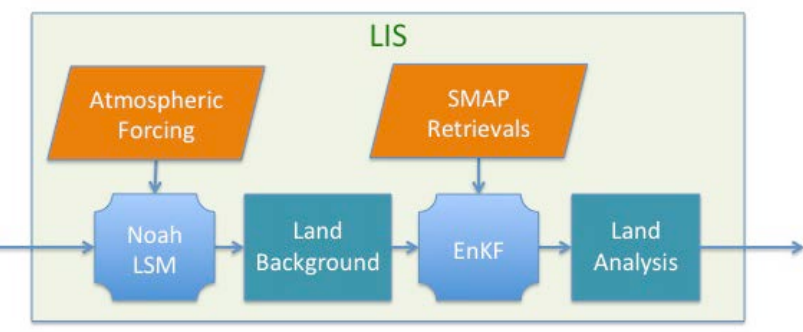 LIS
Atmospheric
Forcing
SMAP
Retrievals
Noah
LSM
Land
Background
EnKF
Land
Analysis